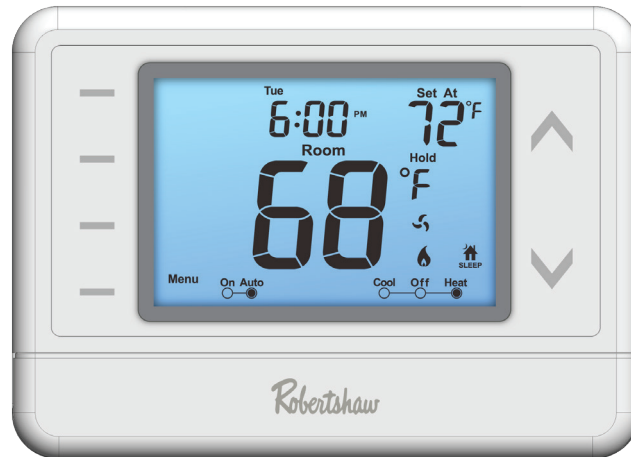 Tue
6:00 PM
Set At
72°F
Room
Hold
68 °F
SLEEP
Menu
On Auto
Cool Off Heat
Robertshaw